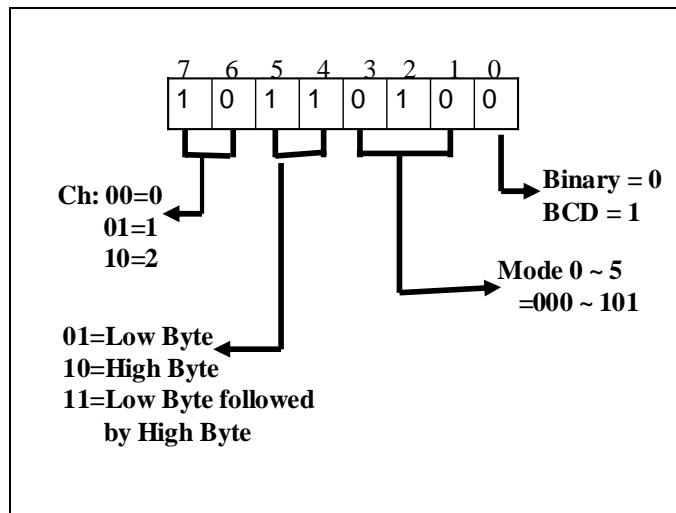 7 6 5 4 3 2 1 0
1 0 1 1 0 1 0 0
Ch: 00=0
01=1
10=2
Binary = 0
BCD = 1
Mode 0 ~ 5
=000 ~ 101
01=Low Byte
10=High Byte
11=Low Byte followed
by High Byte